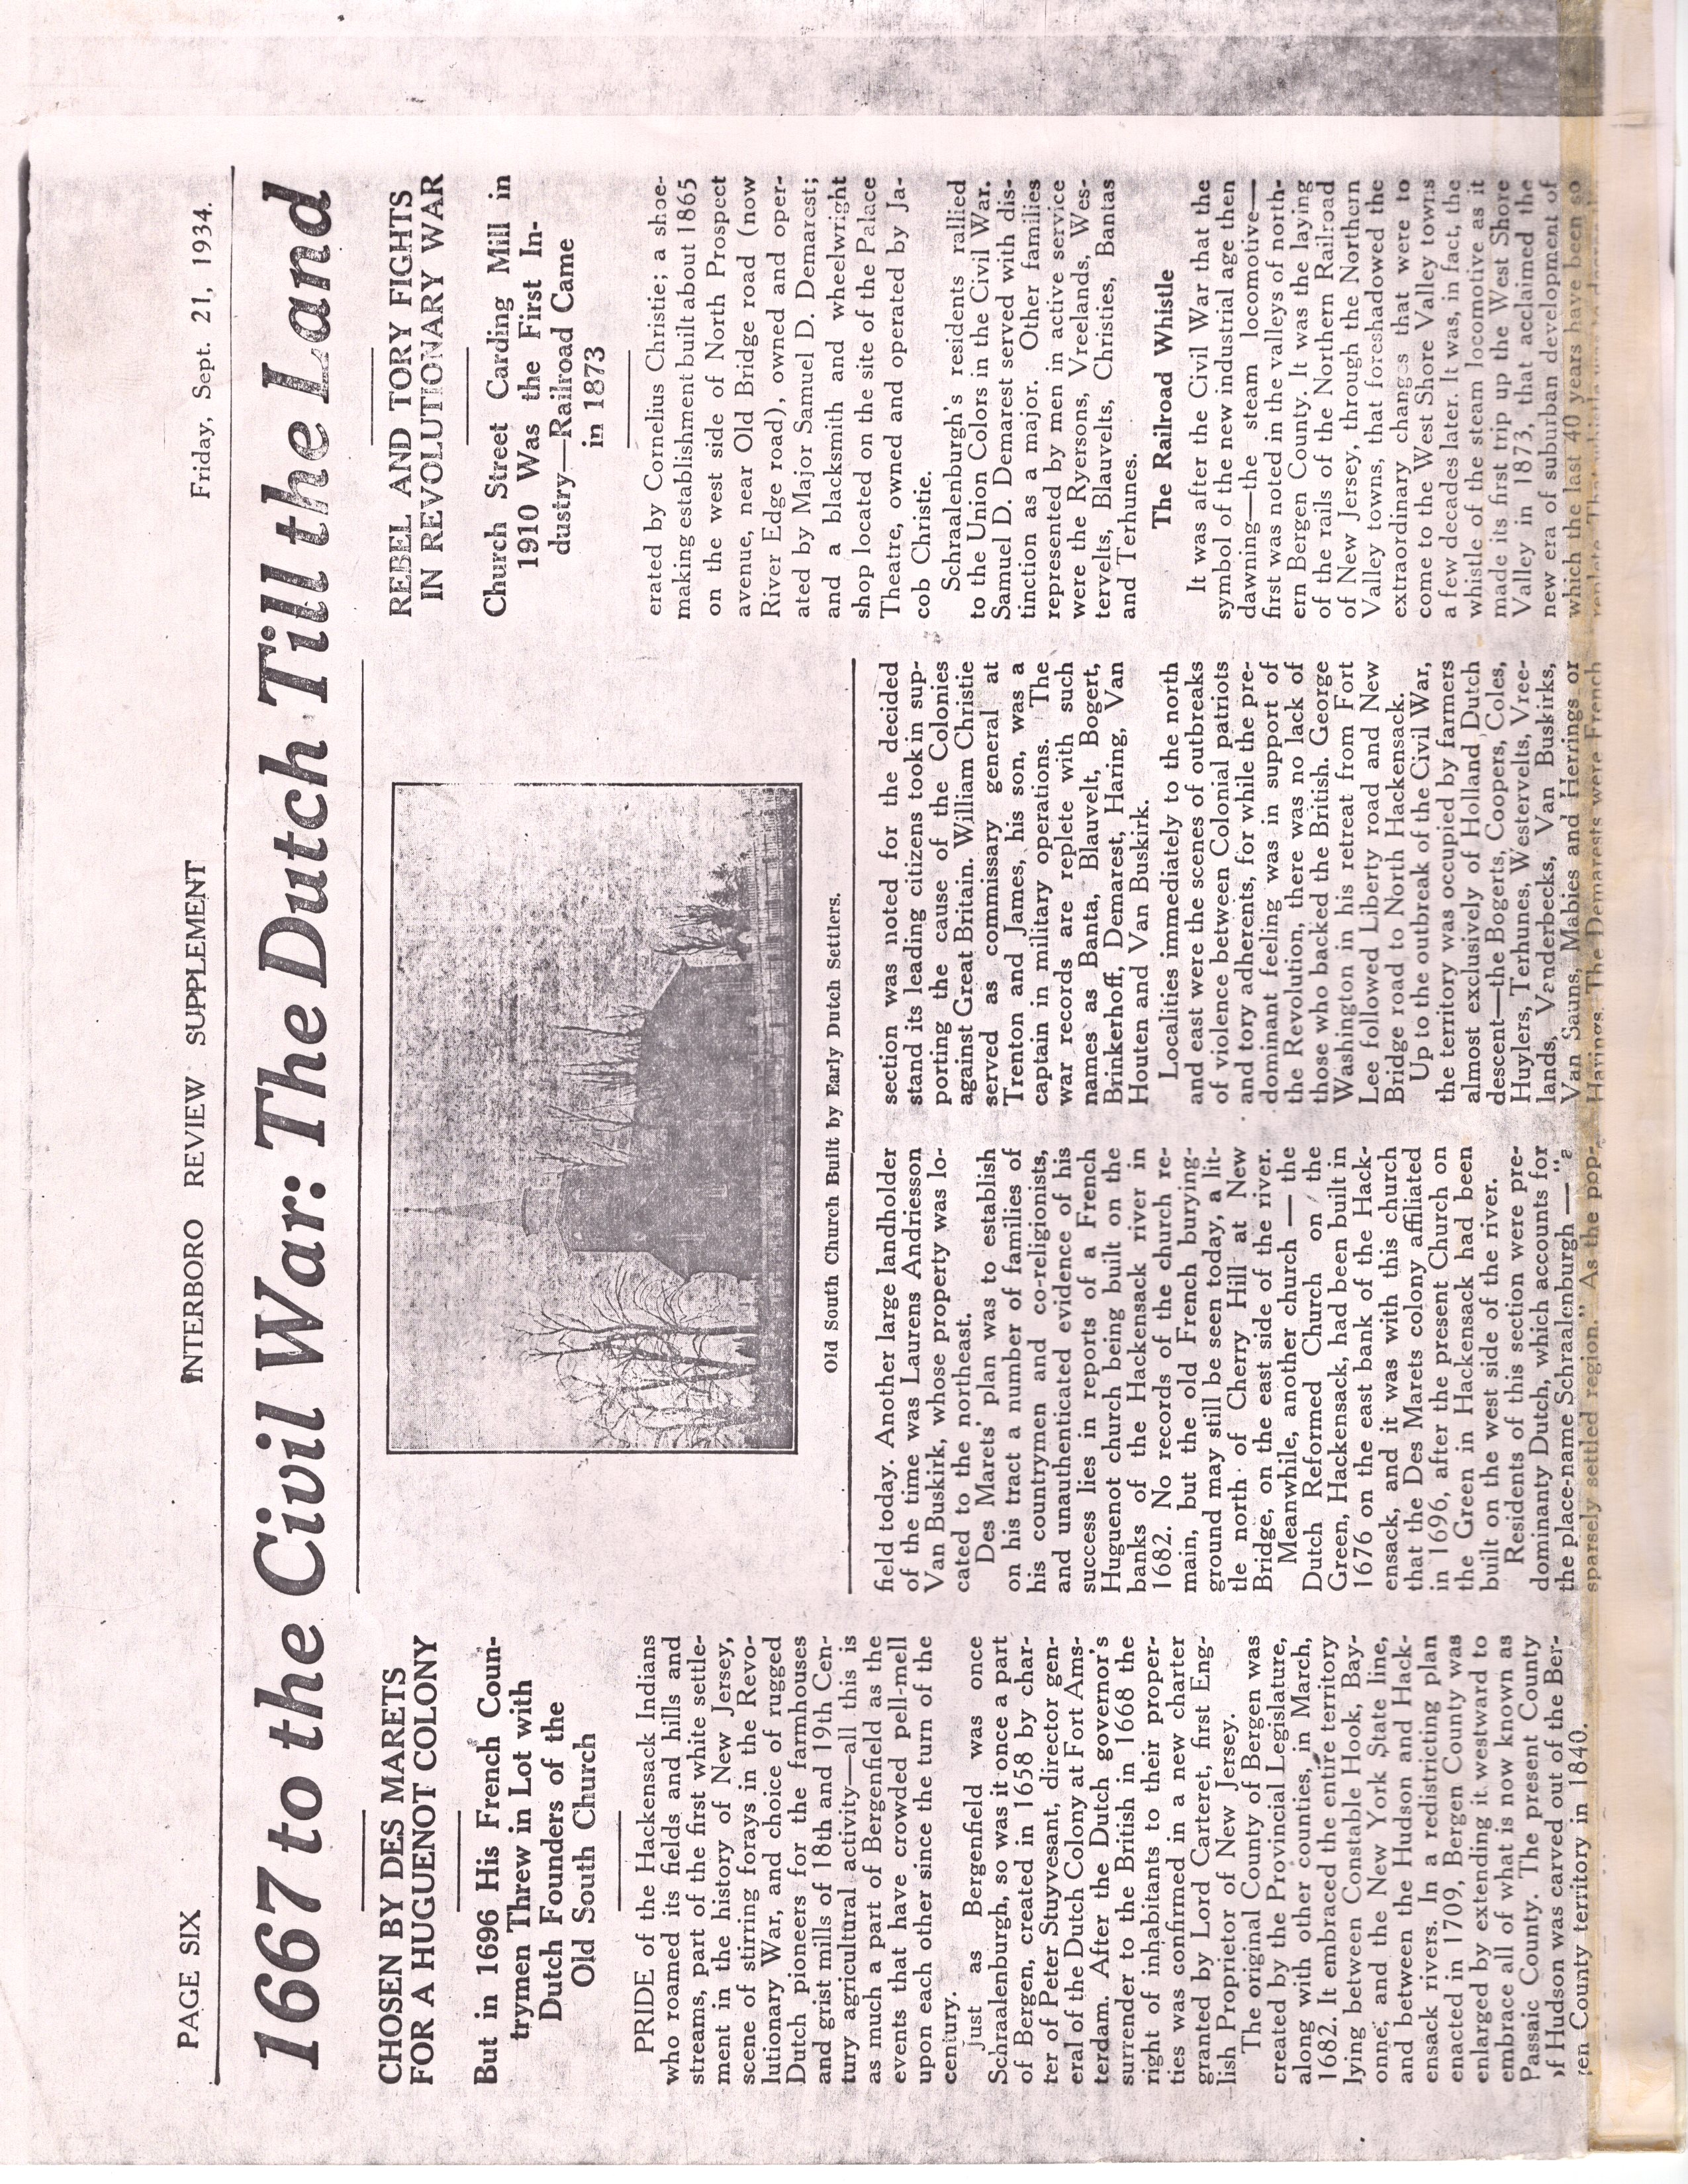 PAGE SIX
INTERBORO REVIEW SUPPLEMENT
Friday, Sept. 21, 1934.
1667 to the Civil War: The Dutch Till the Land
CHOSEN BY DES MARETS
FOR A HUGUENOT COLONY
But in 1696 His French Coun-
trymen Threw in Lot with
Dutch Founders of the
Old South Church
PRIDE of the Hackensack Indians
who roamed its fields and hills and
streams, part of the first white settle-
ment in the history of New Jersey,
scene of stirring forays in the Revo-
lutionary War, and choice of rugged
Dutch pioneers for the farmhouses
and grist mills of 18th and 19th Cen-
tury agricultural activity—all this is
as much a part of Bergenfield as the
events that have crowded pell-mell
upon each other since the turn of the
century.
Just as Bergenfield was once
Schraalenburgh, so was it once a part
of Bergen, created in 1658 by char-
ter of Peter Stuyvesant, director gen-
eral of the Dutch Colony at Fort Ams-
terdam. After the Dutch governor's
surrender to the British in 1668 the
right of inhabitants to their proper-
ties was confirmed in a new charter
granted by Lord Carteret, first Eng-
lish Proprietor of New Jersey.
The original County of Bergen was
created by the Provincial Legislature,
along with other counties, in March,
1682. It embraced the entire territory
lying between Constable Hook, Bay-
onne; and the New York State line,
and between the Hudson and Hack-
ensack rivers. In a redistricting plan
enacted in 1709, Bergen County was
enlarged by extending it westward to
embrace all of what is now known as
Passaic County. The present County
of Hudson was carved out of the Ber-
gen County territory in 1840.
Old South Church Built by Early Dutch Settlers.
field today. Another large landholder
of the time was Laurens Andriesson
Van Buskirk, whose property was lo-
cated to the northeast.
Des Marets' plan was to establish
on his tract a number of families of
his countrymen and co-religionists,
and unauthenticated evidence of his
success lies in reports of a French
Huguenot church being built on the
banks of the Hackensack river in
1682. No records of the church re-
main, but the old French burying-
ground may still be seen today, a lit-
tle north of Cherry Hill at New
Bridge, on the east side of the river.
Meanwhile, another church — the
Dutch Reformed Church on the
Green, Hackensack, had been built in
1676 on the east bank of the Hack-
ensack, and it was with this church
that the Des Marets colony affiliated
in 1696, after the present Church on
the Green in Hackensack had been
built on the west side of the river.
Residents of this section were pre-
dominanty Dutch, which accounts for
the place-name Schraalenburgh — "a
sparsely settled region." As the pop-
section was noted for the decided
stand its leading citizens took in sup-
porting the cause of the Colonies
against Great Britain. William Christie
served as commissary general at
Trenton and James, his son, was a
captain in military operations. The
war records are replete with such
names as Banta, Blauvelt, Bogert,
Brinkerhoff, Demarest, Haring, Van
Houten and Van Buskirk.
Localities immediately to the north
and east were the scenes of outbreaks
of violence between Colonial patriots
and tory adherents, for while the pre-
dominant feeling was in support of
the Revolution, there was no lack of
those who backed the British. George
Washington in his retreat from Fort
Lee followed Liberty road and New
Bridge road to North Hackensack.
Up to the outbreak of the Civil War,
the territory was occupied by farmers
almost exclusively of Holland Dutch
descent—the Bogerts, Coopers, Coles,
Huylers, Terhunes, Westervelts, Vree-
lands, Vanderbecks, Van Buskirks,
Van Sauns, Mabies and Herrings or
Harings. The Demarests were French
REBEL AND TORY FIGHTS
IN REVOLUTIONARY WAR
Church Street Carding Mill in
1910 Was the First In-
dustry—Railroad Came
in 1873
erated by Cornelius Christie; a shoe-
making establishment built about 1865
on the west side of North Prospect
avenue, near Old Bridge road (now
River Edge road), owned and oper-
ated by Major Samuel D. Demarest;
and a blacksmith and wheelwright
shop located on the site of the Palace
Theatre, owned and operated by Ja-
cob Christie.
Schraalenburgh's residents rallied
to the Union Colors in the Civil War.
Samuel D. Demarest served with dis-
tinction as a major. Other families
represented by men in active service
were the Ryersons, Vreelands, Wes-
tervelts, Blauvelts, Christies, Bantas
and Terhunes.
The Railroad Whistle
It was after the Civil War that the
symbol of the new industrial age then
dawning—the steam locomotive—
first was noted in the valleys of north-
ern Bergen County. It was the laying
of the rails of the Northern Railroad
of New Jersey, through the Northern
Valley towns, that foreshadowed the
extraordinary changes that were to
come to the West Shore Valley towns
a few decades later. It was, in fact, the
whistle of the steam locomotive as it
made its first trip up the West Shore
Valley in 1873, that acclaimed the
new era of suburban development of
which the last 40 years have been so